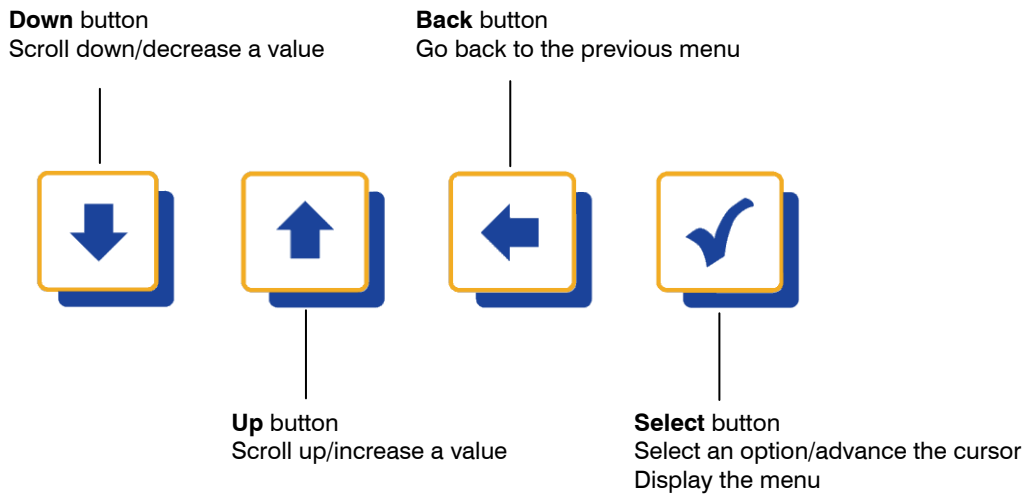 Down button
Scroll down/decrease a value
Back button
Go back to the previous menu
Up button
Scroll up/increase a value
Select button
Select an option/advance the cursor
Display the menu